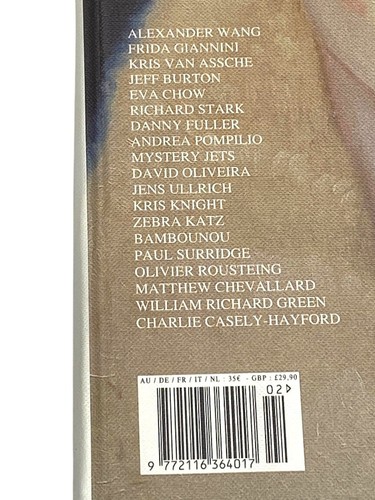 ALEXANDER WANG
FRIDA GIANNINI
KRIS VAN ASSCHE
JEFF BURTON
EVA CHOW
RICHARD STARK
DANNY FULLER
ANDREA POMPILIO
MYSTERY JETS
DAVID OLIVEIRA
JENS ULLRICH
KRIS KNIGHT
ZEBRA KATZ
BAMBOUNOU
PAUL SURRIDGE
OLIVIER ROUSTEING
MATTHEW CHEVALLARD
WILLIAM RICHARD GREEN
CHARLIE CASELY-HAYFORD
AU / DE / FR / IT / NL : 35€ - GBP : £29,90
02>
9 772116 364017